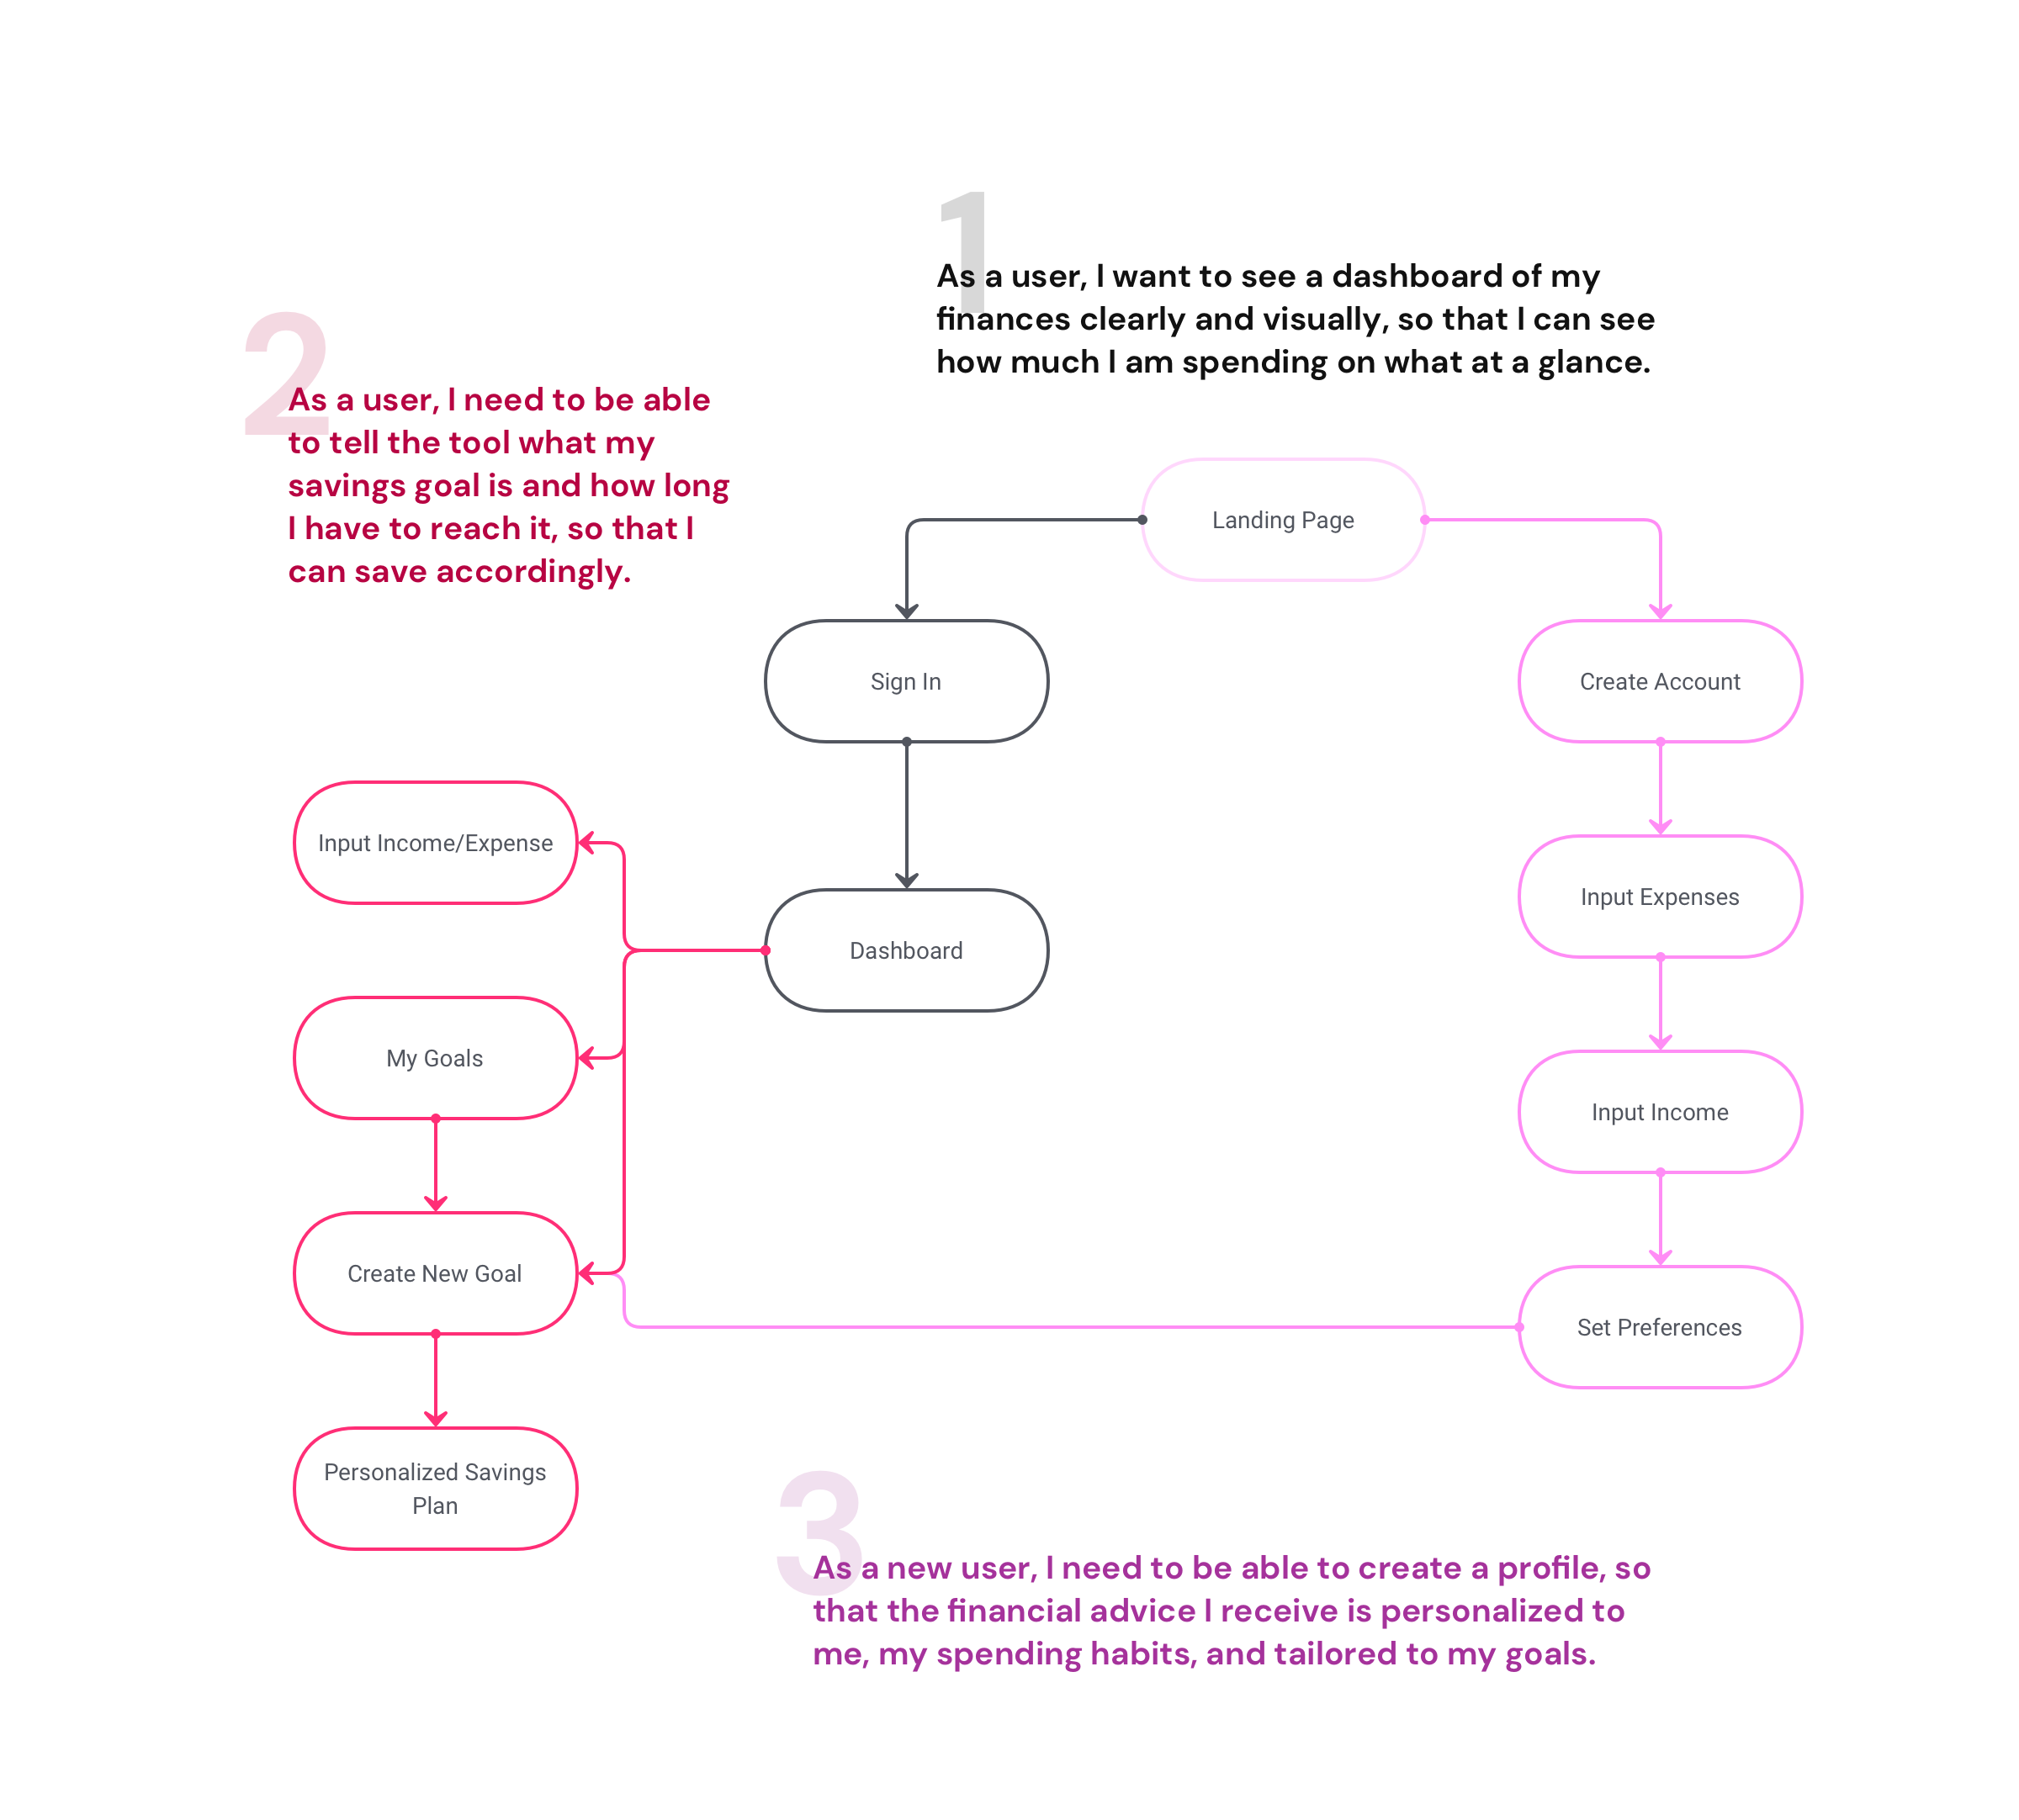 1
As a user, I want to see a dashboard of my
finances clearly and visually, so that I can see
how much I am spending on what at a glance.
2
As a user, I need to be able
to tell the tool what my
savings goal is and how long
I have to reach it, so that I
can save accordingly.
Landing Page
Sign In
Create Account
Input Income/Expense
Input Expenses
Dashboard
My Goals
Input Income
Create New Goal
Set Preferences
Personalized Savings
Plan
3
As a new user, I need to be able to create a profile, so
that the financial advice I receive is personalized to
me, my spending habits, and tailored to my goals.